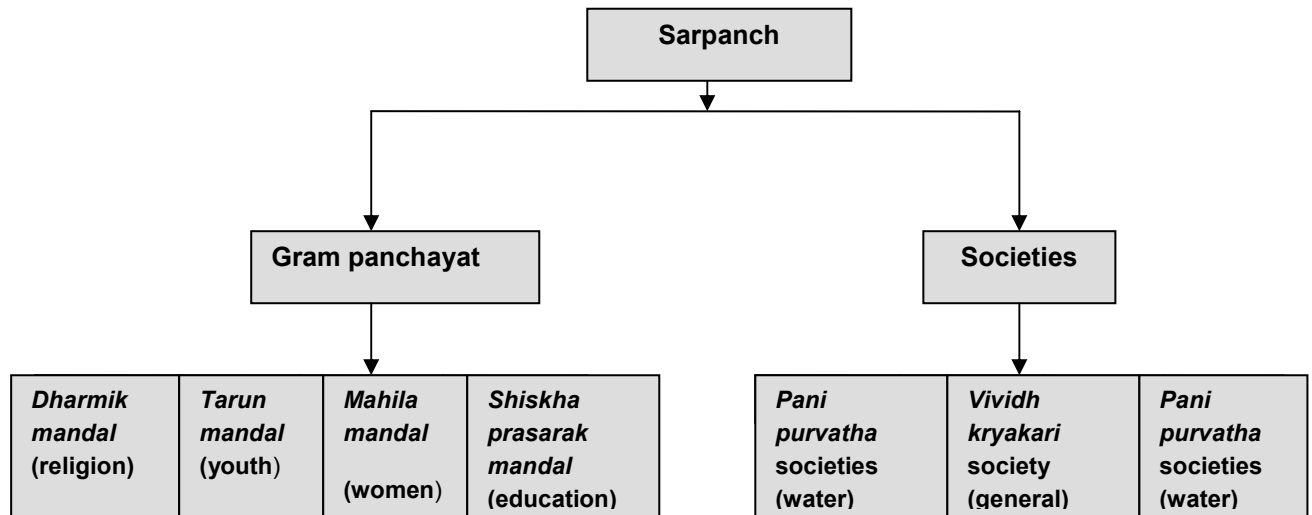 Sarpanch
Gram panchayat
Societies
Dharmik
mandal
(religion)
Tarun
mandal
(youth)
Mahila
mandal
(women)
Shiskha
prasarak
mandal
(education)
Pani
purvatha
societies
(water)
Vividh
kryakari
society
(general)
Pani
purvatha
societies
(water)